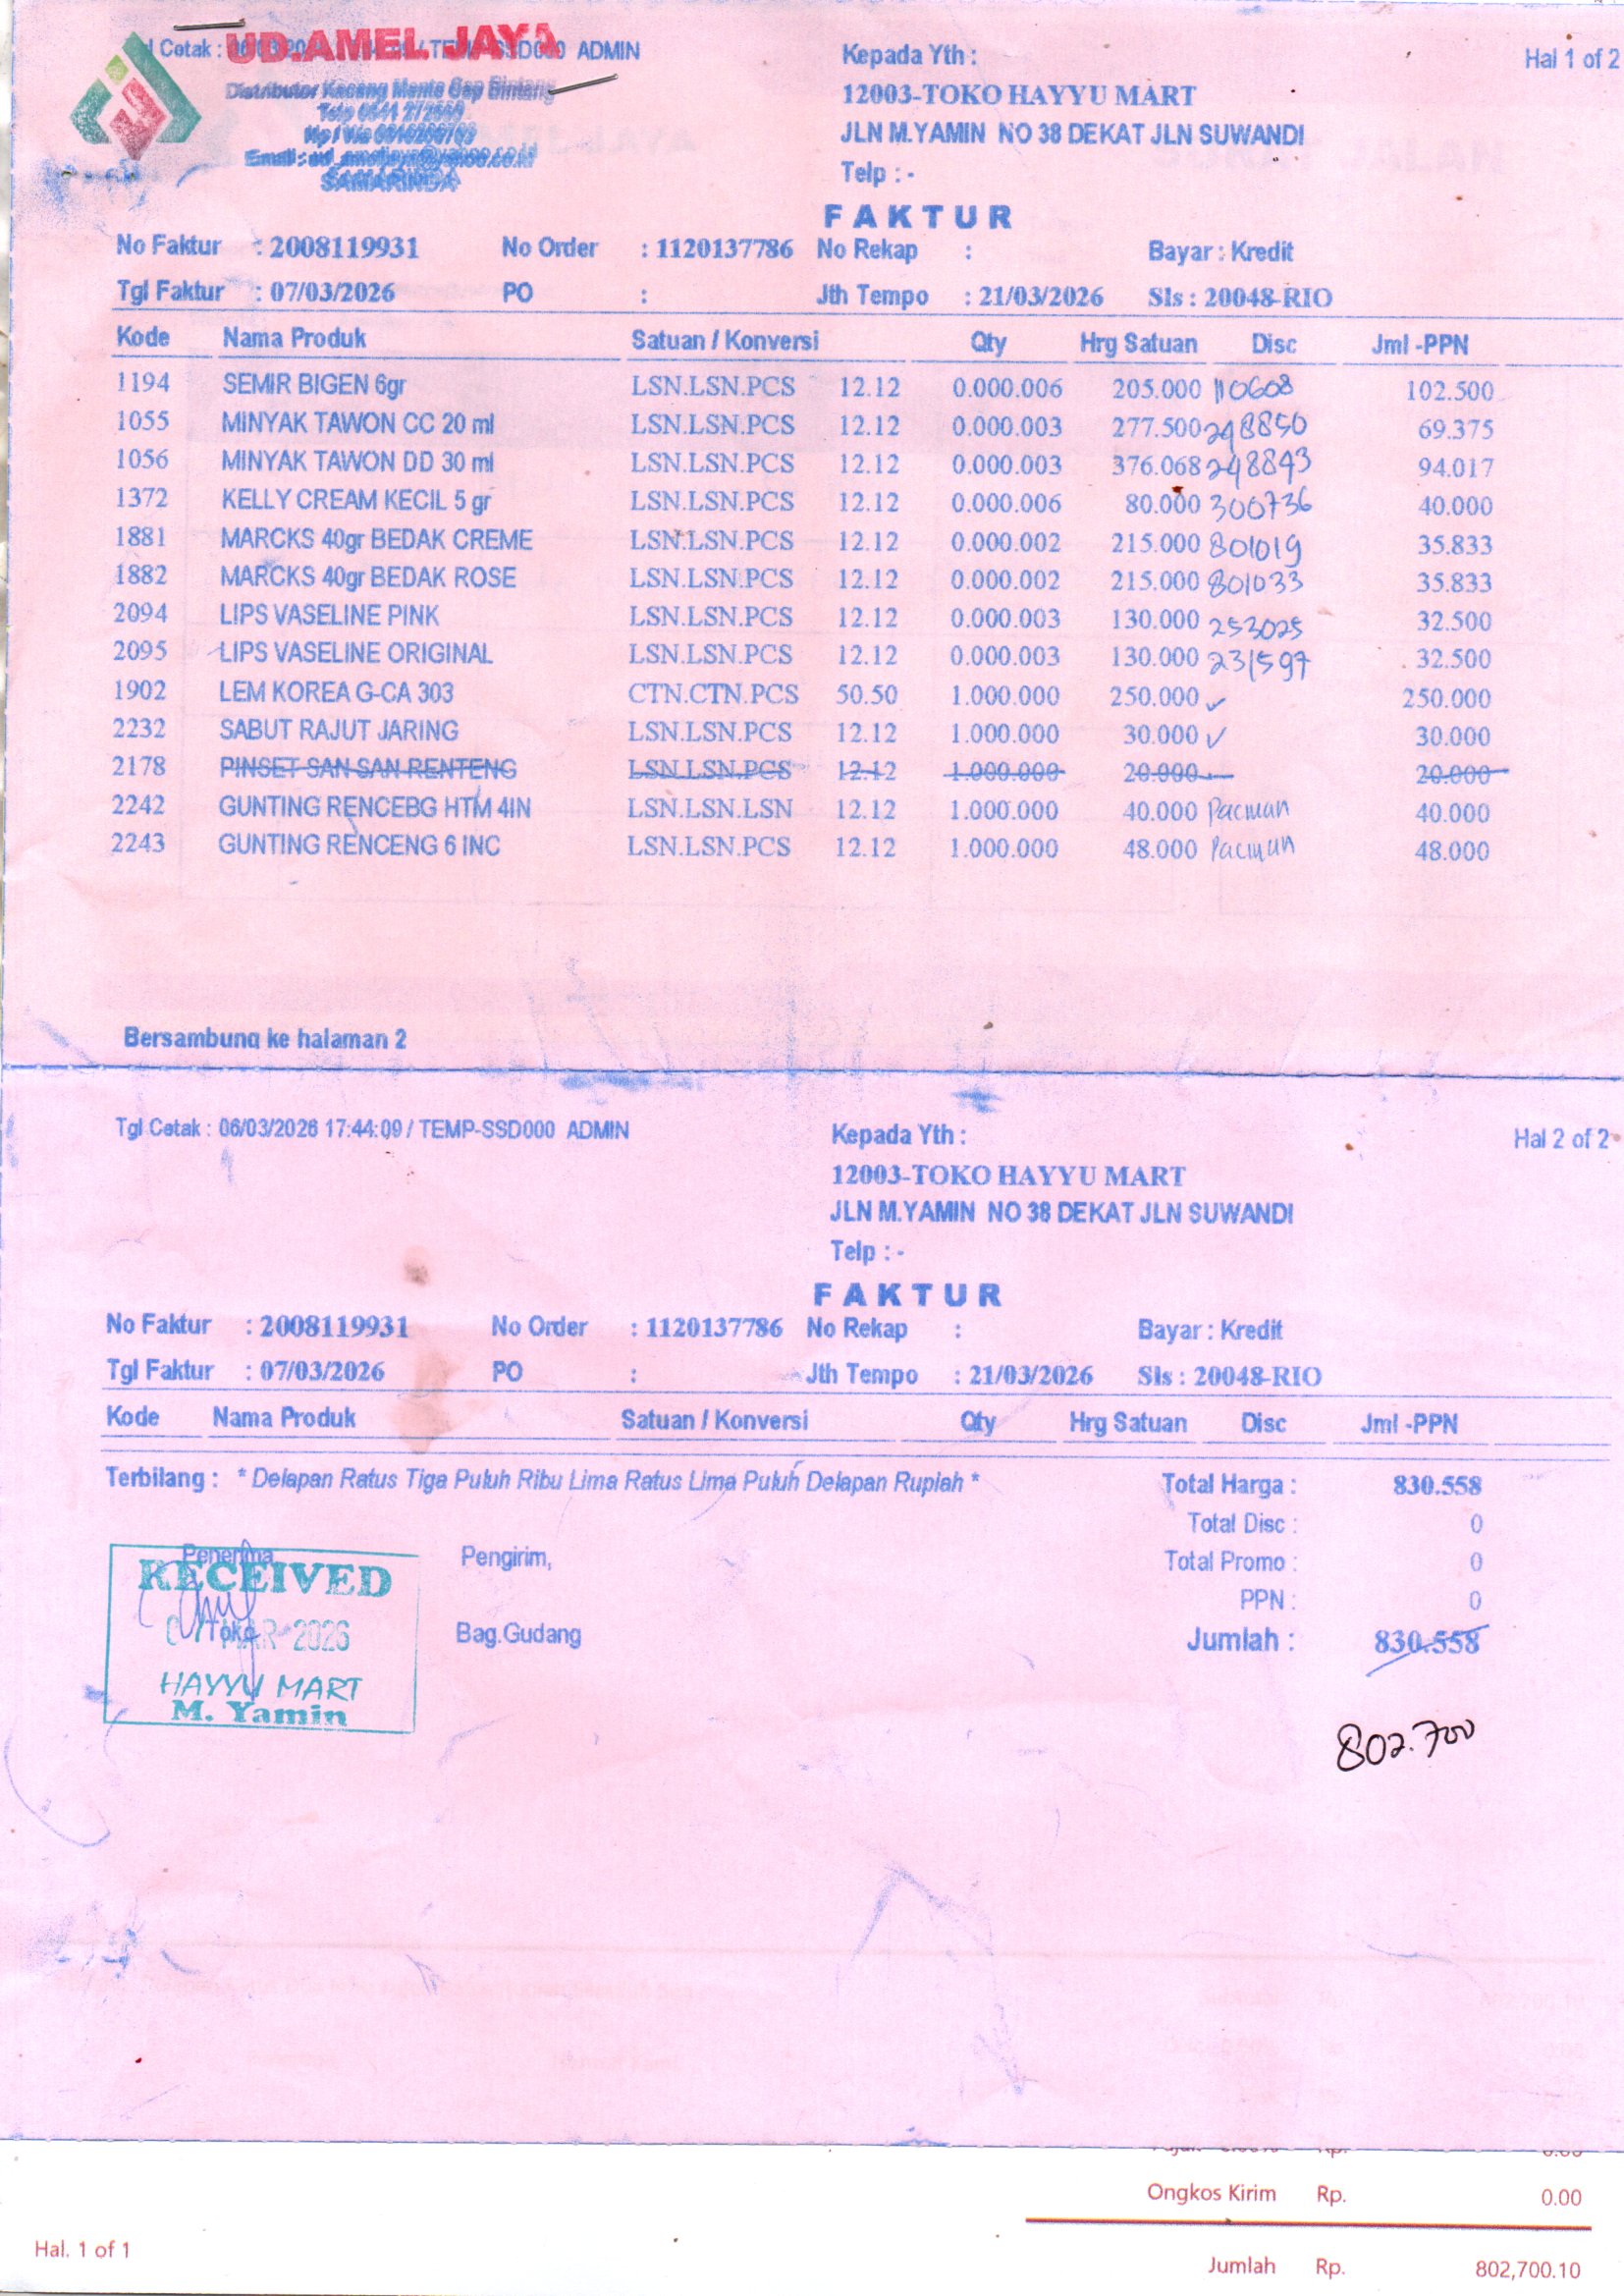 UD.AMEL JAYA
Cetak : ADMIN
Distributor Kacang Mente Cap Bintang
SAMARINDA
Kepada Yth :
Hal 1 of 2
12003-TOKO HAYYU MART
JLN M.YAMIN NO 38 DEKAT JLN SUWANDI
Telp : -
FAKTUR
No Faktur : 2008119931 No Order : 1120137786 No Rekap : Bayar : Kredit
Tgl Faktur : 07/03/2026 PO : Jth Tempo : 21/03/2026 Sls : 20048-RIO
Kode Nama Produk Satuan / Konversi Qty Hrg Satuan Disc Jml -PPN
1194 SEMIR BIGEN 6gr LSN.LSN.PCS 12.12 0.000.006 205.000 110608 102.500
1055 MINYAK TAWON CC 20 ml LSN.LSN.PCS 12.12 0.000.003 277.500 248850 69.375
1056 MINYAK TAWON DD 30 ml LSN.LSN.PCS 12.12 0.000.003 376.068 248843 94.017
1372 KELLY CREAM KECIL 5 gr LSN.LSN.PCS 12.12 0.000.006 80.000 300736 40.000
1881 MARCKS 40gr BEDAK CREME LSN.LSN.PCS 12.12 0.000.002 215.000 801019 35.833
1882 MARCKS 40gr BEDAK ROSE LSN.LSN.PCS 12.12 0.000.002 215.000 801033 35.833
2094 LIPS VASELINE PINK LSN.LSN.PCS 12.12 0.000.003 130.000 253025 32.500
2095 LIPS VASELINE ORIGINAL LSN.LSN.PCS 12.12 0.000.003 130.000 231597 32.500
1902 LEM KOREA G-CA 303 CTN.CTN.PCS 50.50 1.000.000 250.000 ✓ 250.000
2232 SABUT RAJUT JARING LSN.LSN.PCS 12.12 1.000.000 30.000 ✓ 30.000
2178 PINSET SAN SAN RENTENG LSN.LSN.PCS 12.12 1.000.000 20.000 20.000
2242 GUNTING RENCEBG HTM 4IN LSN.LSN.LSN 12.12 1.000.000 40.000 Pacman 40.000
2243 GUNTING RENCENG 6 INC LSN.LSN.PCS 12.12 1.000.000 48.000 Pacman 48.000
Bersambung ke halaman 2
Tgl Cetak : 06/03/2026 17:44:09 / TEMP-SSD000 ADMIN
Kepada Yth :
Hal 2 of 2
12003-TOKO HAYYU MART
JLN M.YAMIN NO 38 DEKAT JLN SUWANDI
Telp : -
FAKTUR
No Faktur : 2008119931 No Order : 1120137786 No Rekap : Bayar : Kredit
Tgl Faktur : 07/03/2026 PO : Jth Tempo : 21/03/2026 Sls : 20048-RIO
Kode Nama Produk Satuan / Konversi Qty Hrg Satuan Disc Jml -PPN
Terbilang : * Delapan Ratus Tiga Puluh Ribu Lima Ratus Lima Puluh Delapan Rupiah * Total Harga : 830.558
Total Disc : 0
Penerima Pengirim, Total Promo : 0
RECEIVED
PPN : 0
Toko Bag.Gudang Jumlah : 830.558
MAR 2026
HAYYU MART
M. Yamin
802.700
Ongkos Kirim Rp. 0.00
Hal. 1 of 1
Jumlah Rp. 802,700.10